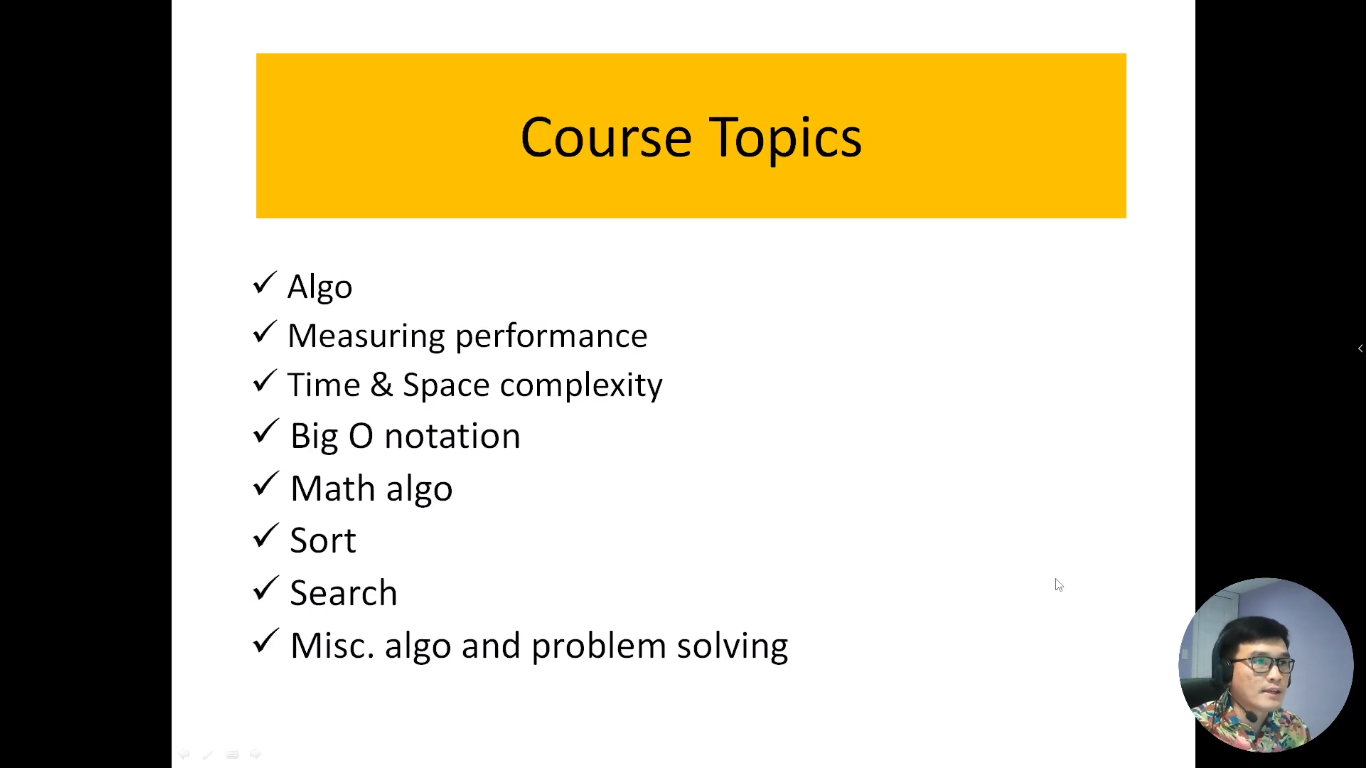 Course Topics
✓ Algo
✓ Measuring performance
✓ Time & Space complexity
✓ Big O notation
✓ Math algo
✓ Sort
✓ Search
✓ Misc. algo and problem solving